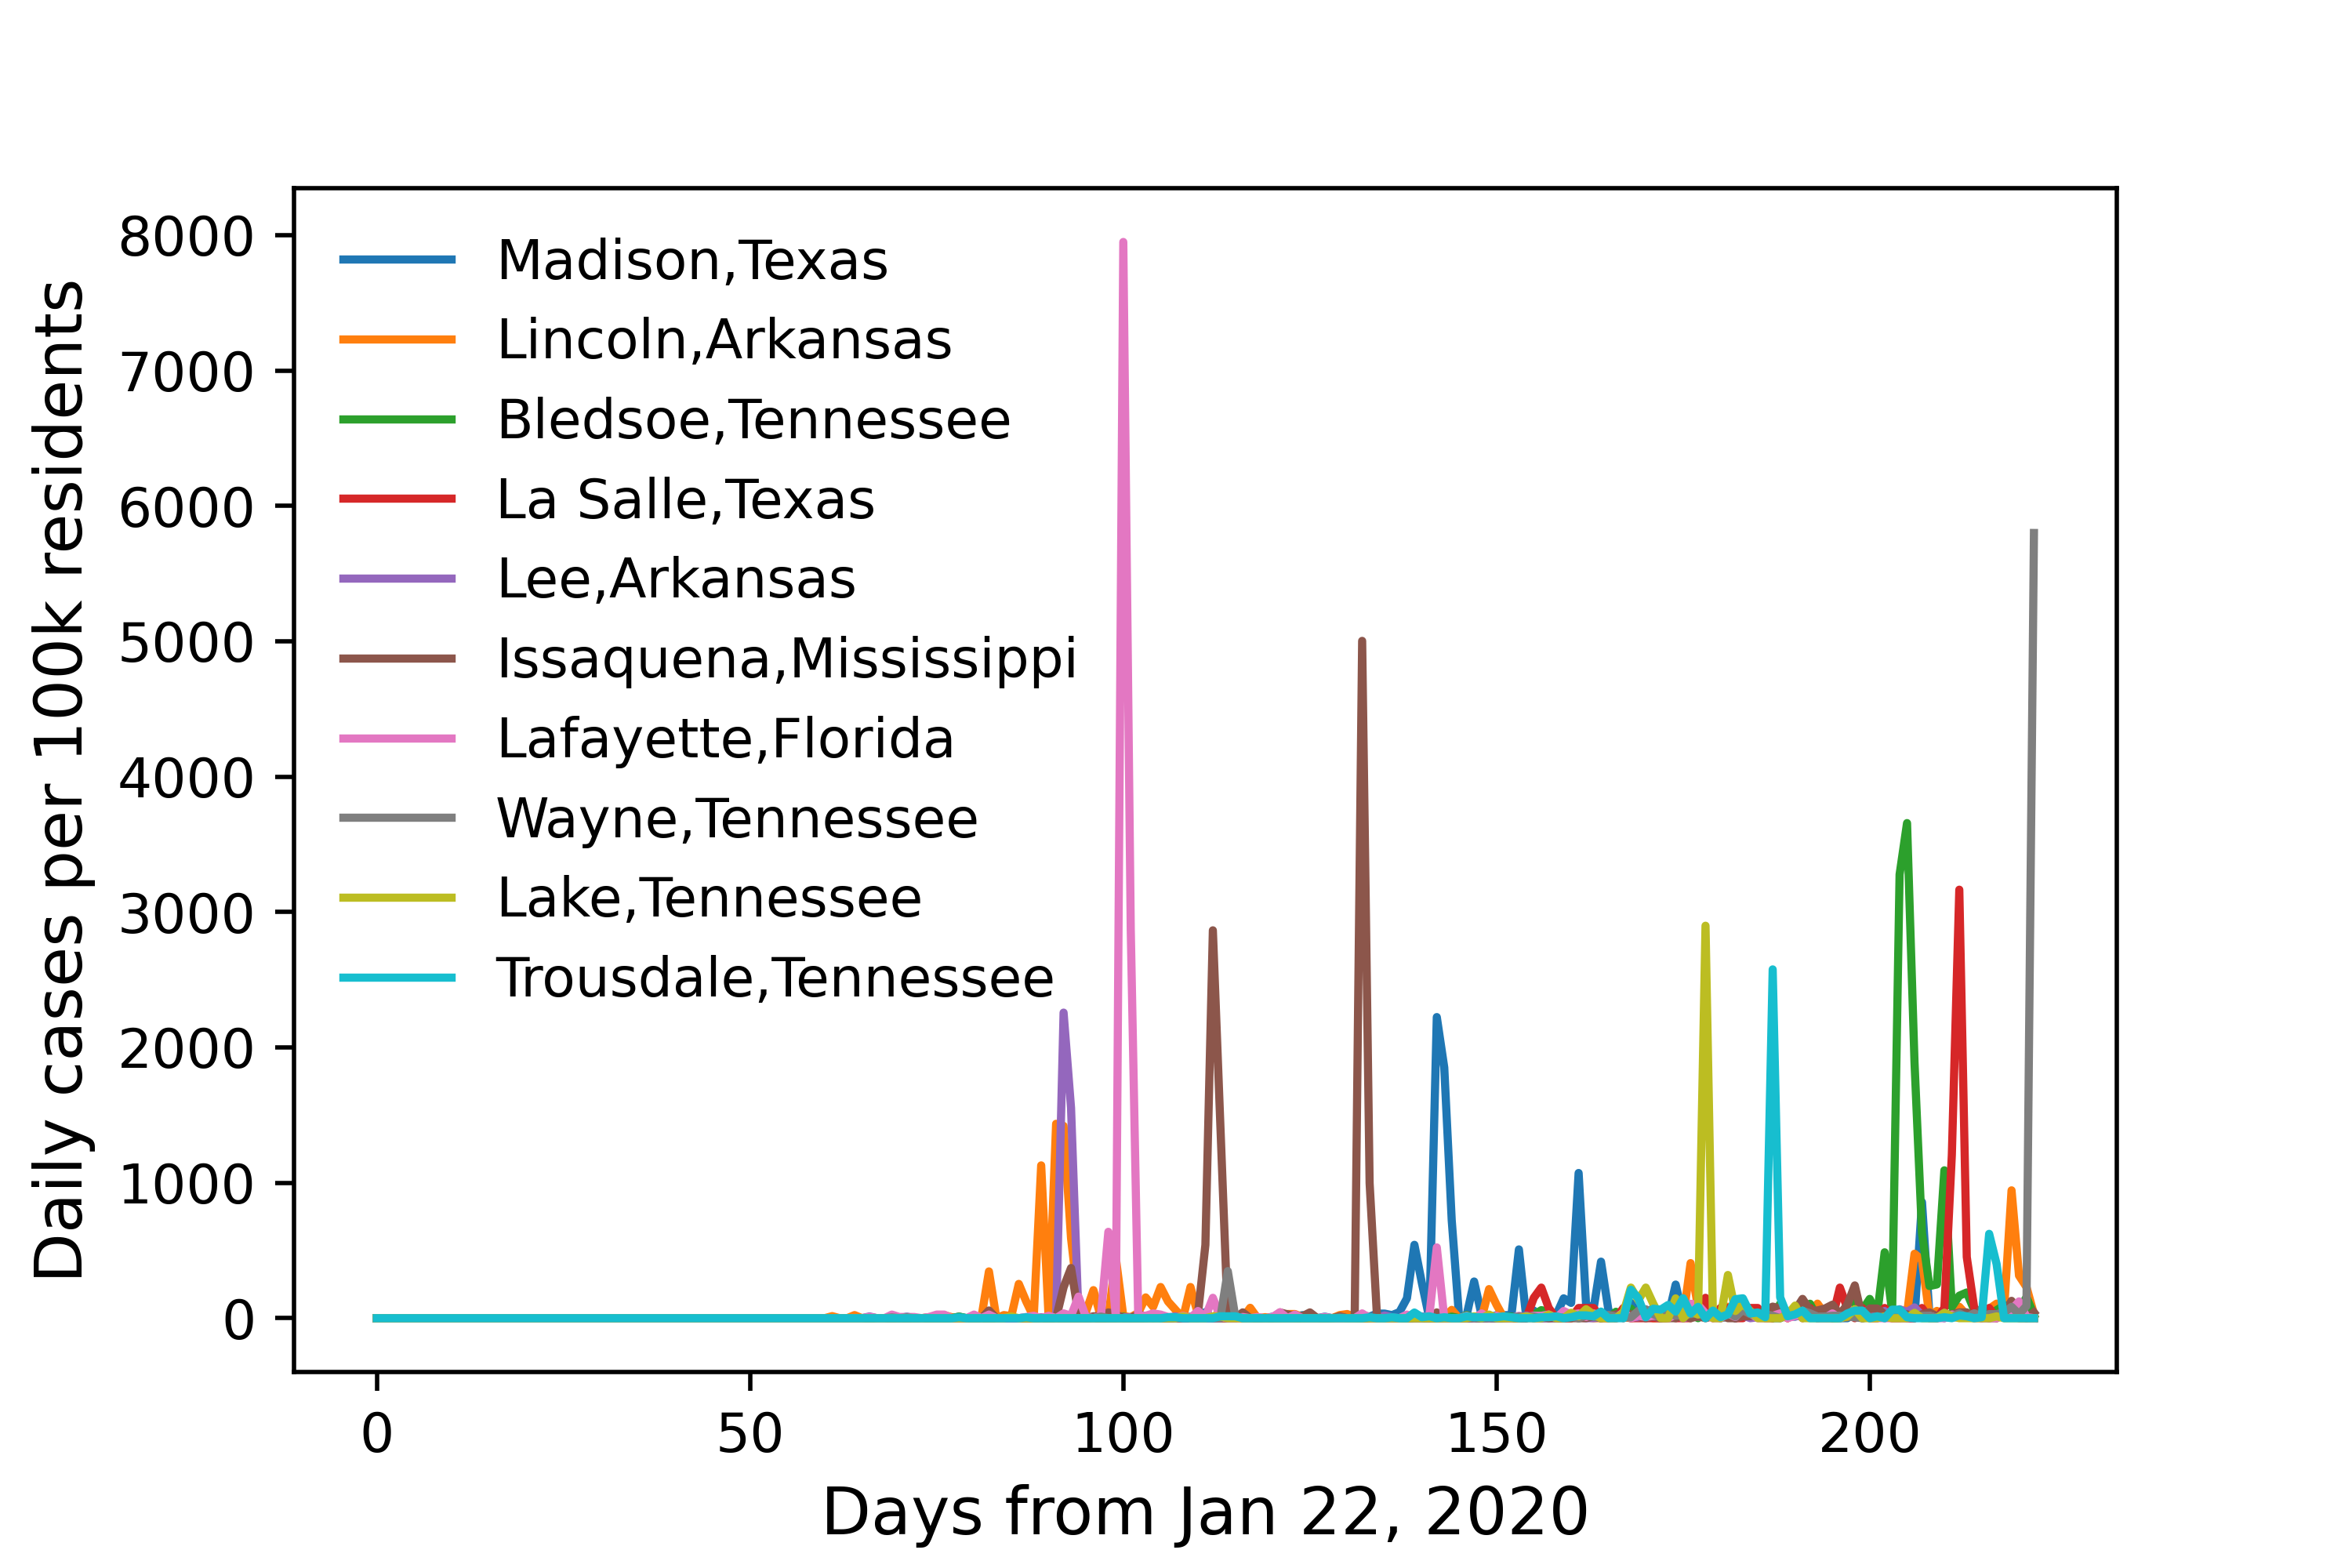 8000
7000
6000
5000
4000
3000
2000
1000
0
Daily cases per 100k residents
Madison,Texas
Lincoln,Arkansas
Bledsoe,Tennessee
La Salle,Texas
Lee,Arkansas
Issaquena,Mississippi
Lafayette,Florida
Wayne,Tennessee
Lake,Tennessee
Trousdale,Tennessee
0 50 100 150 200
Days from Jan 22, 2020